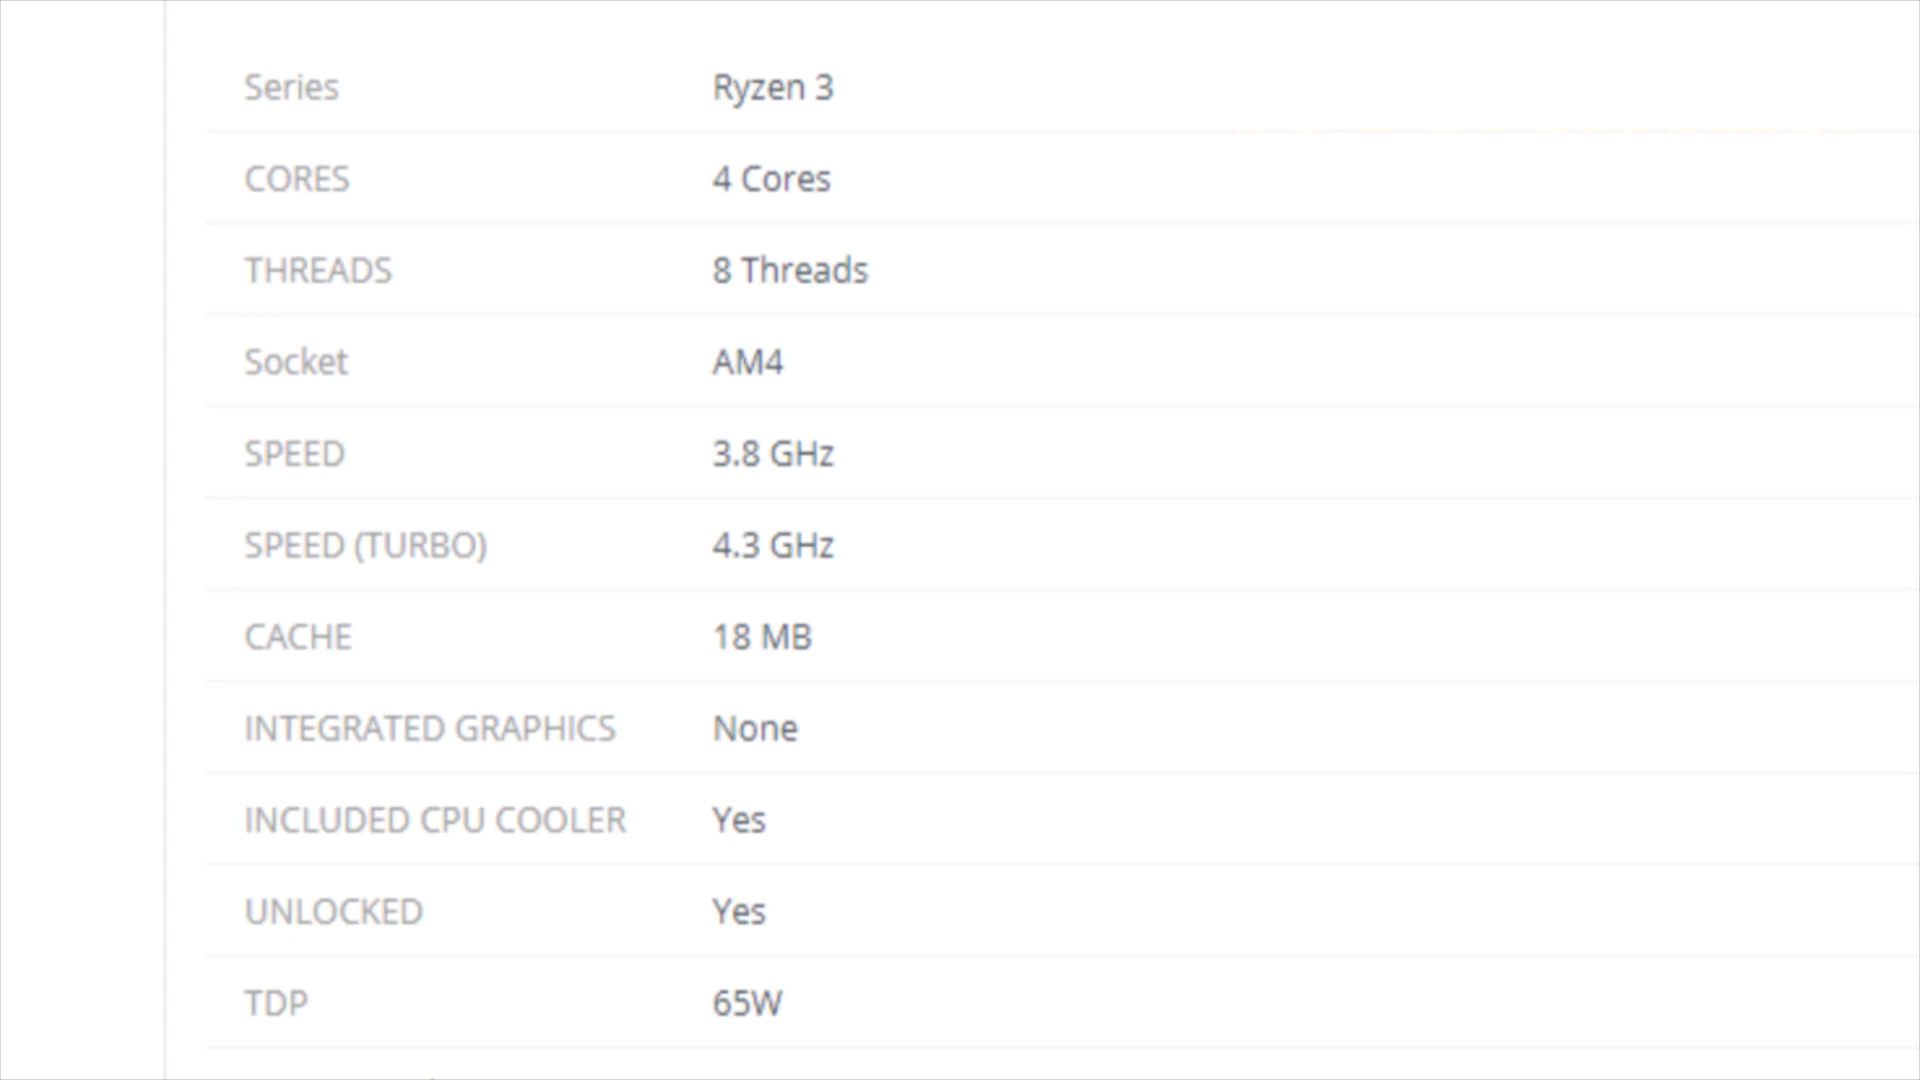 Series Ryzen 3
CORES 4 Cores
THREADS 8 Threads
Socket AM4
SPEED 3.8 GHz
SPEED (TURBO) 4.3 GHz
CACHE 18 MB
INTEGRATED GRAPHICS None
INCLUDED CPU COOLER Yes
UNLOCKED Yes
TDP 65W